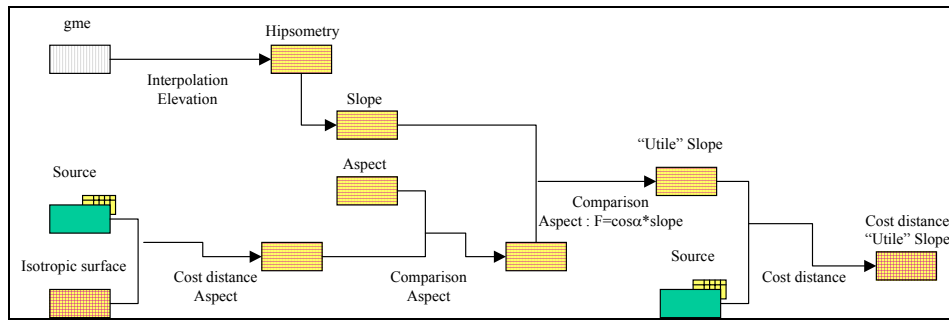 gme
Hipsometry
Interpolation
Elevation
Slope
"Utile" Slope
Source
Aspect
Comparison
Aspect : F=cosα*slope
Cost distance
"Utile" Slope
Isotropic surface
Cost distance
Aspect
Comparison
Aspect
Source
Cost distance